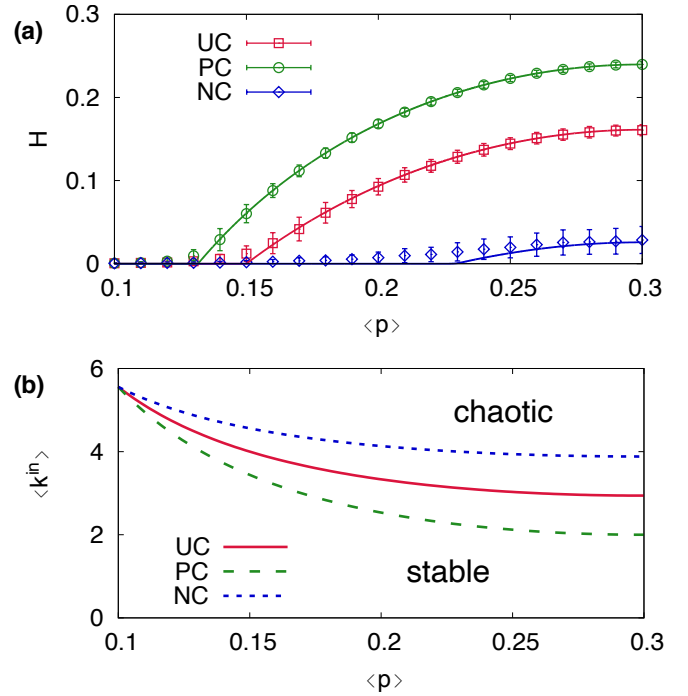 (a)
0.3
0.2
0.1
0
H
UC
PC
NC
0.1
0.15
0.2
0.25
0.3
⟨p⟩
(b)
6
4
2
0
⟨k^in⟩
chaotic
UC
PC
NC
stable
0.1
0.15
0.2
0.25
0.3
⟨p⟩